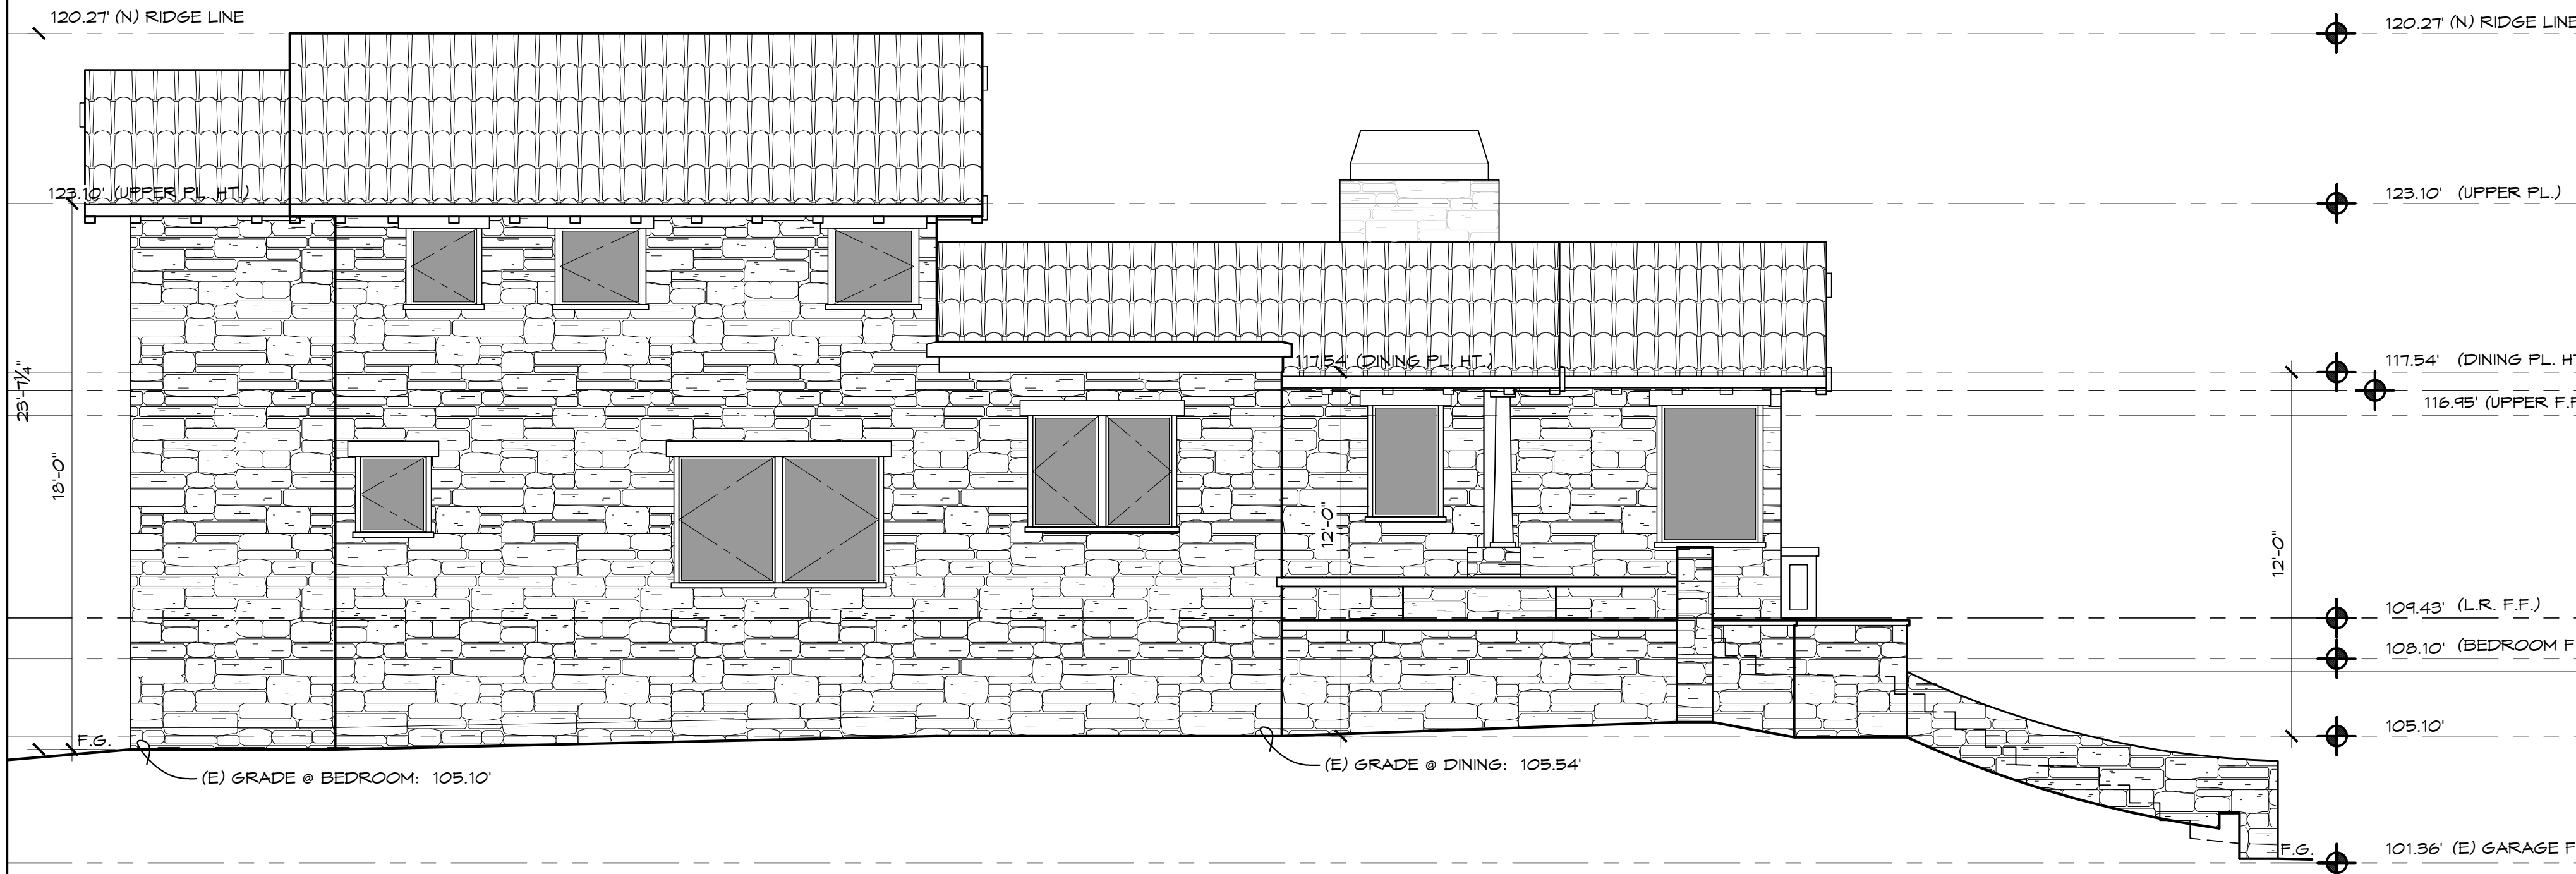 120.27' (N) RIDGE LINE
120.27' (N) RIDGE LINE
123.10' (UPPER PL. HT.)
123.10' (UPPER PL.)
117.54' (DINING PL. HT.)
117.54' (DINING PL. HT
116.95' (UPPER F.F
23'-7¼"
18'-0"
12'-0"
12'-0"
109.43' (L.R. F.F.)
108.10' (BEDROOM F
105.10'
F.G.
(E) GRADE @ BEDROOM: 105.10'
(E) GRADE @ DINING: 105.54'
F.G.
101.36' (E) GARAGE F